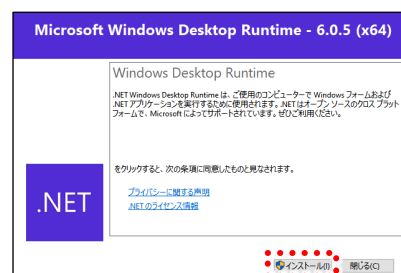 Microsoft Windows Desktop Runtime - 6.0.5 (x64)
Windows Desktop Runtime
.NET Windows Desktop Runtime は、ご使用のコンピューターで Windows フォームおよび
.NET アプリケーションを実行するために使用されます。.NET はオープン ソースのクロス プラット
フォームで、Microsoft によってサポートされています。ぜひご利用ください。
をクリックすると、次の条項に同意したものと見なされます。
プライバシーに関する声明
.NET のライセンス情報
.NET
インストール(I)
閉じる(C)